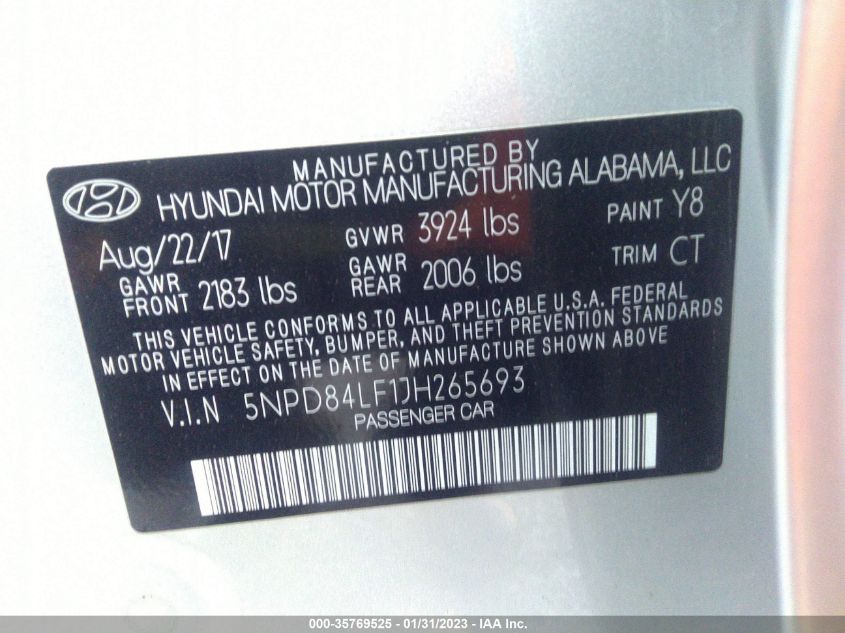 MANUFACTURED BY
HYUNDAI MOTOR MANUFACTURING ALABAMA, LLC
Aug/22/17 GVWR 3924 lbs PAINT Y8
GAWR FRONT 2183 lbs GAWR REAR 2006 lbs TRIM CT
THIS VEHICLE CONFORMS TO ALL APPLICABLE U.S.A. FEDERAL
MOTOR VEHICLE SAFETY, BUMPER, AND THEFT PREVENTION STANDARDS
IN EFFECT ON THE DATE OF MANUFACTURE SHOWN ABOVE
V.I.N 5NPD84LF1JH265693
PASSENGER CAR
000-35769525 - 01/31/2023 - IAA Inc.